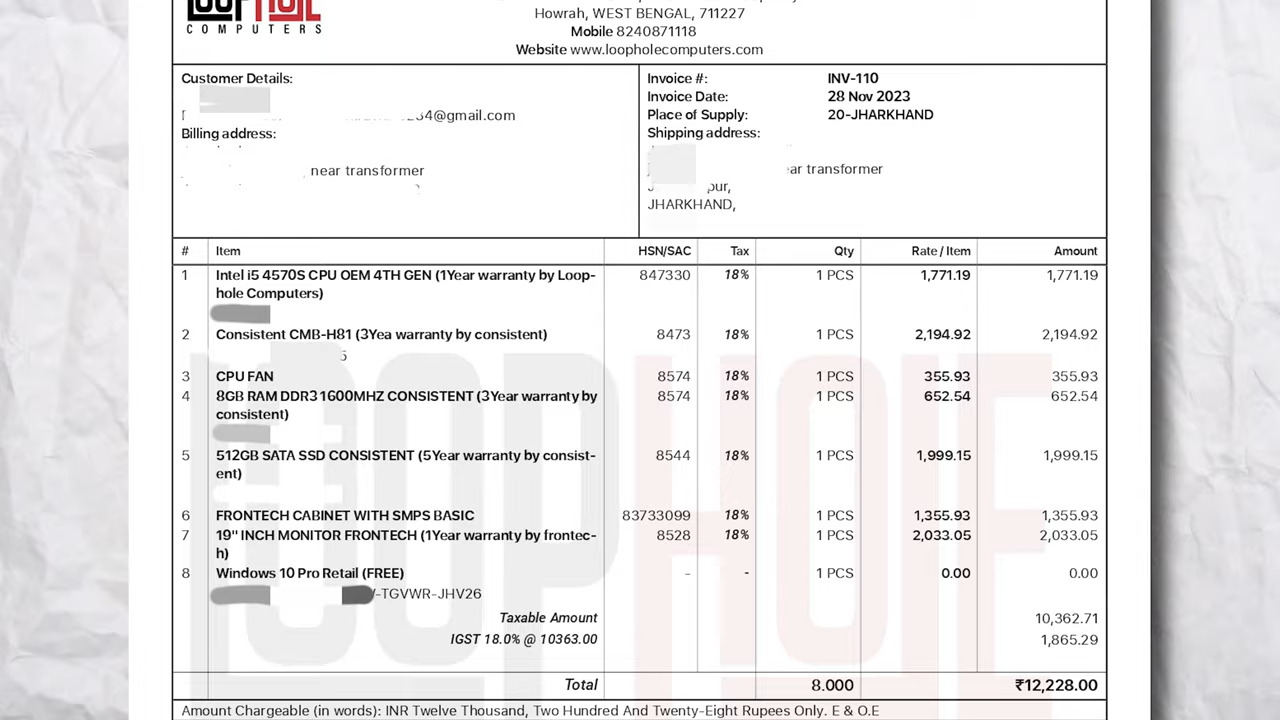 LOOPHOLE
COMPUTERS
Howrah, WEST BENGAL, 711227
Mobile 8240871118
Website www.loopholecomputers.com
Customer Details:
@gmail.com
Billing address:
near transformer
Invoice #: INV-110
Invoice Date: 28 Nov 2023
Place of Supply: 20-JHARKHAND
Shipping address:
transformer
JHARKHAND,
# Item HSN/SAC Tax Qty Rate / Item Amount
1 Intel i5 4570S CPU OEM 4TH GEN (1Year warranty by Loop- 847330 18% 1 PCS 1,771.19 1,771.19
hole Computers)
2 Consistent CMB-H81 (3Yea warranty by consistent) 8473 18% 1 PCS 2,194.92 2,194.92
3 CPU FAN 8574 18% 1 PCS 355.93 355.93
4 8GB RAM DDR3 1600MHZ CONSISTENT (3Year warranty by 8574 18% 1 PCS 652.54 652.54
consistent)
5 512GB SATA SSD CONSISTENT (5Year warranty by consist- 8544 18% 1 PCS 1,999.15 1,999.15
ent)
6 FRONTECH CABINET WITH SMPS BASIC 83733099 18% 1 PCS 1,355.93 1,355.93
7 19" INCH MONITOR FRONTECH (1Year warranty by frontec- 8528 18% 1 PCS 2,033.05 2,033.05
h)
8 Windows 10 Pro Retail (FREE) - - 1 PCS 0.00 0.00
-TGVWR-JHV26
Taxable Amount 10,362.71
IGST 18.0% @ 10363.00 1,865.29
Total 8.000 ₹12,228.00
Amount Chargeable (in words): INR Twelve Thousand, Two Hundred And Twenty-Eight Rupees Only. E & O.E